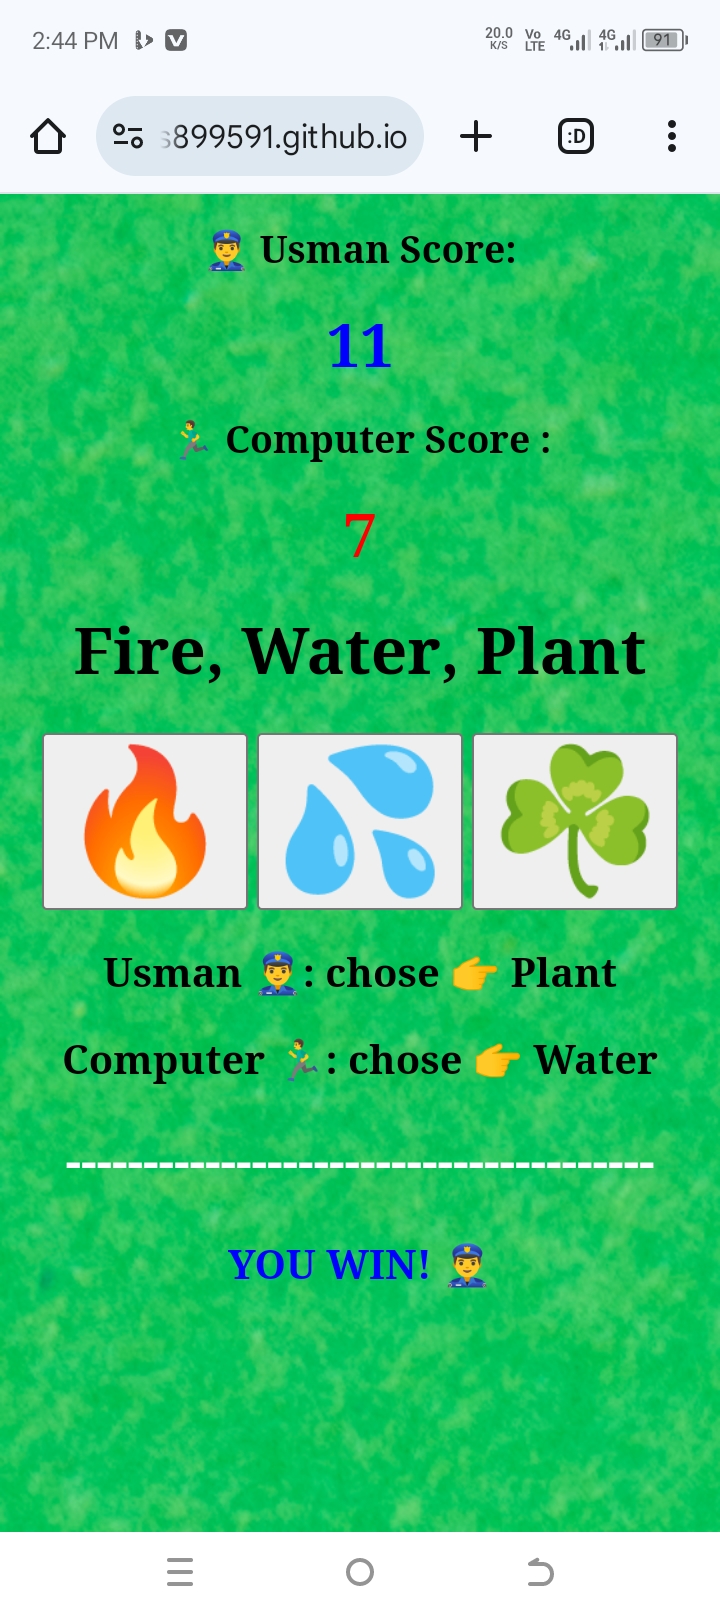 2:44 PM 20.0 K/S Vo LTE 4G 4G 91
s899591.github.io :D
👮 Usman Score:
11
🏃 Computer Score :
7
Fire, Water, Plant
Usman 👮: chose 👉 Plant
Computer 🏃: chose 👉 Water
--------------------------------------
YOU WIN! 👮